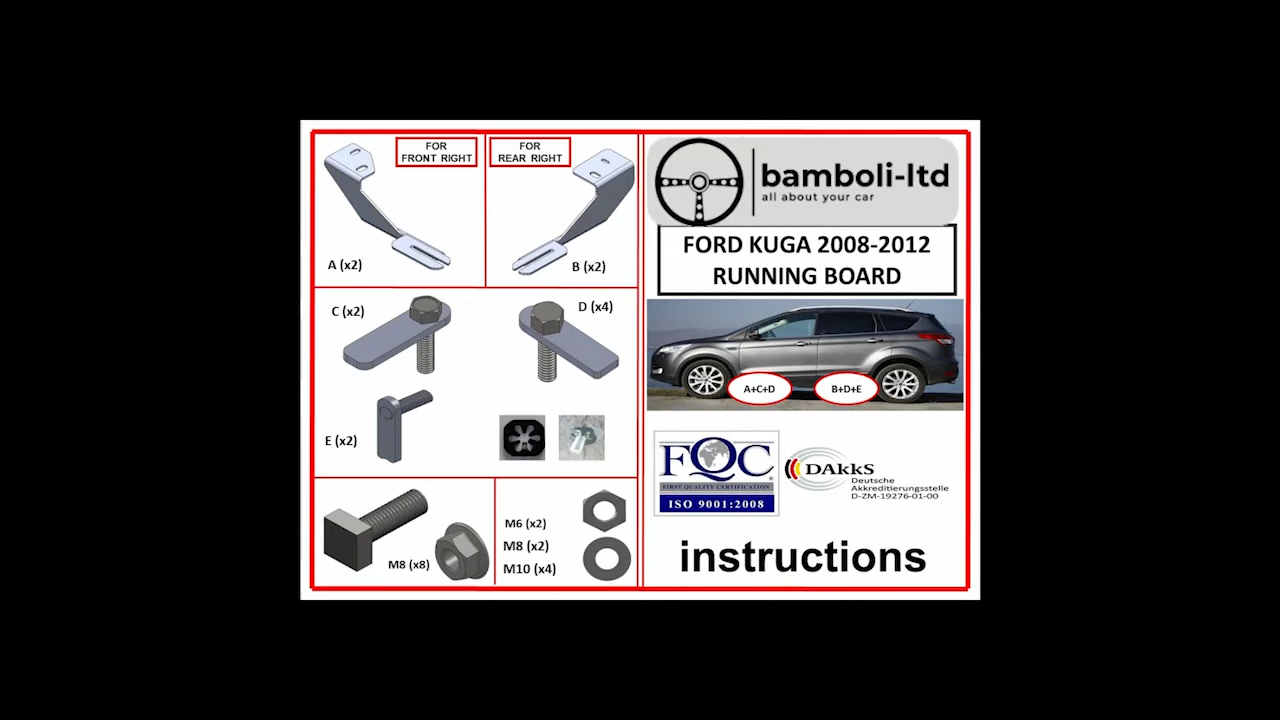 FOR
FRONT RIGHT
FOR
REAR RIGHT
A (x2)
B (x2)
C (x2)
D (x4)
E (x2)
M8 (x8)
M6 (x2)
M8 (x2)
M10 (x4)
bamboli-ltd
all about your car
FORD KUGA 2008-2012
RUNNING BOARD
A+C+D
B+D+E
FQC
FIRST QUALITY CERTIFICATION
ISO 9001:2008
DAkkS
Deutsche
Akkreditierungsstelle
D-ZM-19276-01-00
instructions